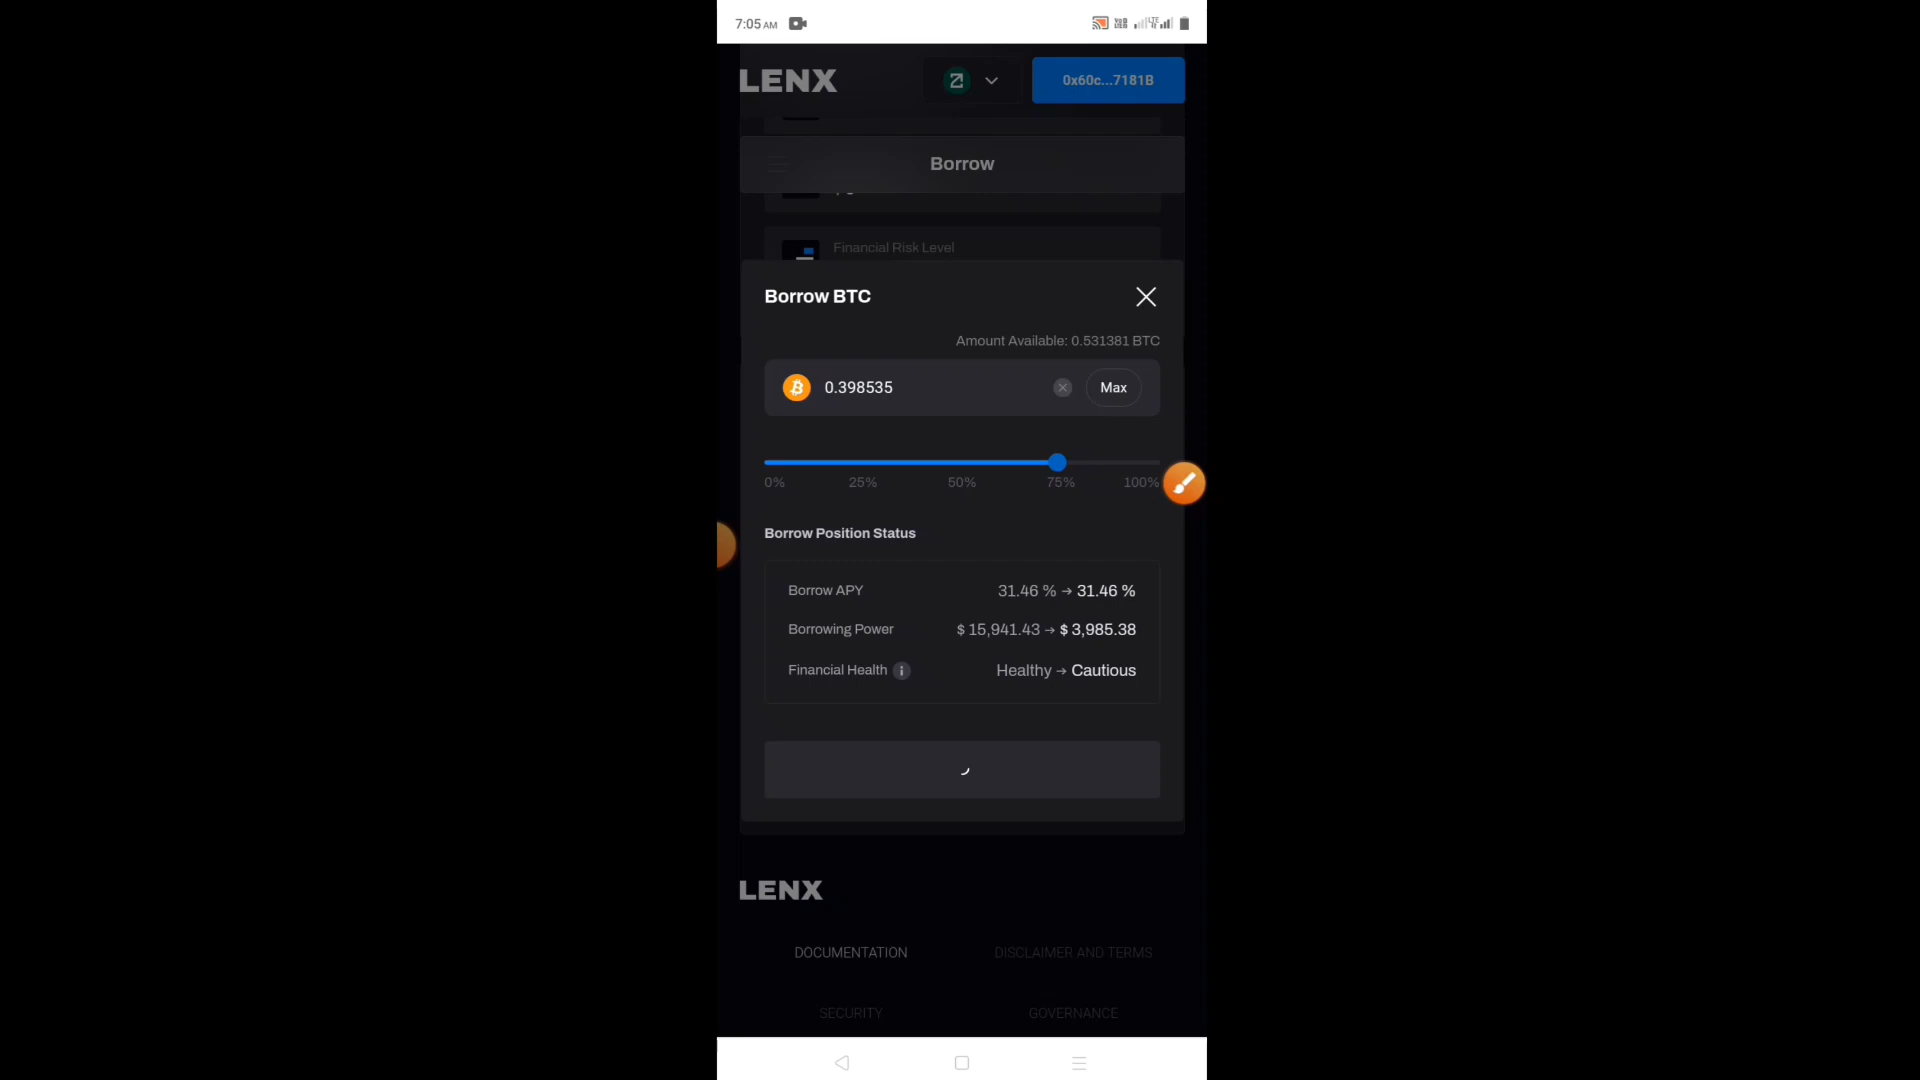 7:05 AM
LENX
0x60c...7181B
Borrow
Financial Risk Level
Borrow BTC
Amount Available: 0.531381 BTC
0.398535
Max
0% 25% 50% 75% 100%
Borrow Position Status
Borrow APY 31.46 % → 31.46 %
Borrowing Power $ 15,941.43 → $ 3,985.38
Financial Health Healthy → Cautious
LENX
DOCUMENTATION DISCLAIMER AND TERMS
SECURITY GOVERNANCE